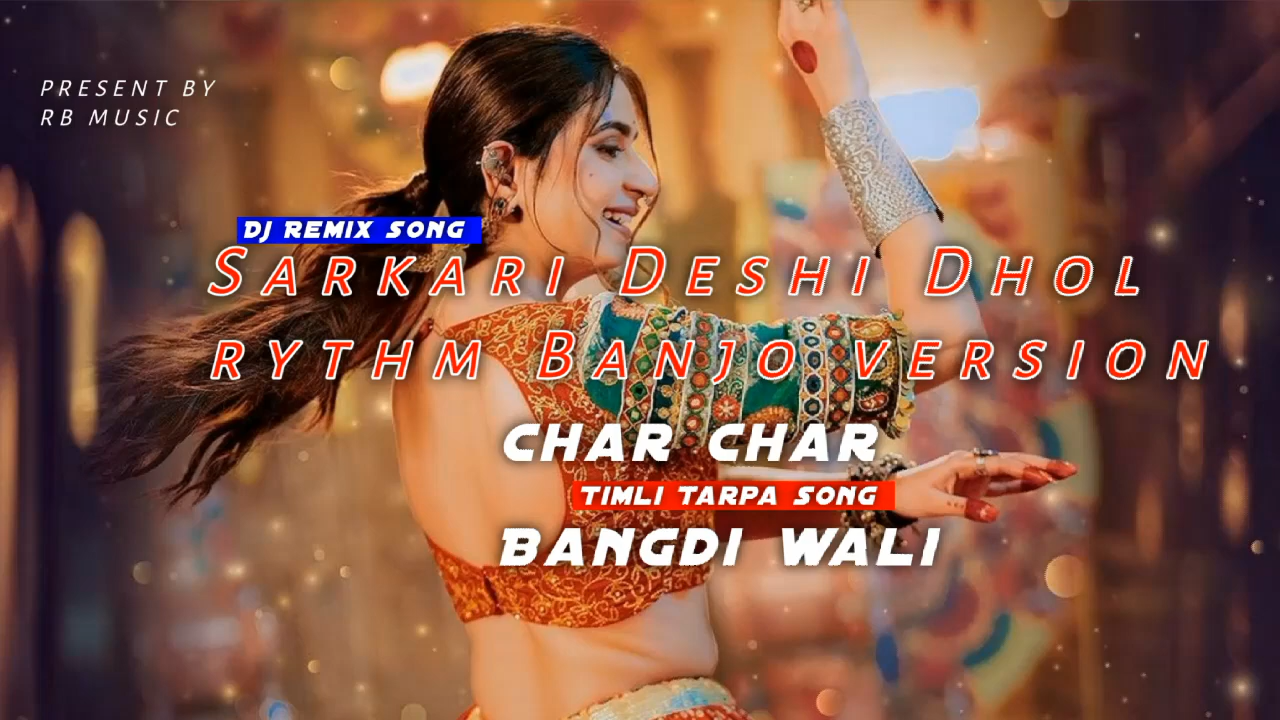 PRESENT BY
RB MUSIC
DJ REMIX SONG
SARKARI DESHI DHOL
RYTHM BANJO VERSION
CHAR CHAR
TIMLI TARPA SONG
BANGDI WALI